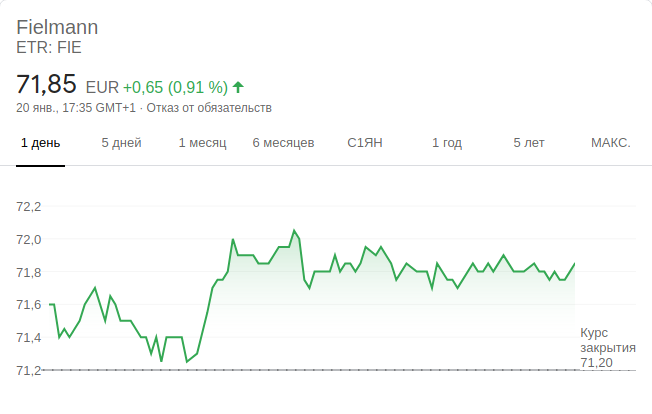 Fielmann
ETR: FIE
71,85 EUR +0,65 (0,91 %)
20 янв., 17:35 GMT+1 · Отказ от обязательств
1 день 5 дней 1 месяц 6 месяцев С1ЯН 1 год 5 лет МАКС.
72,2
72,0
71,8
71,6
71,4
71,2
Курс
закрытия
71,20